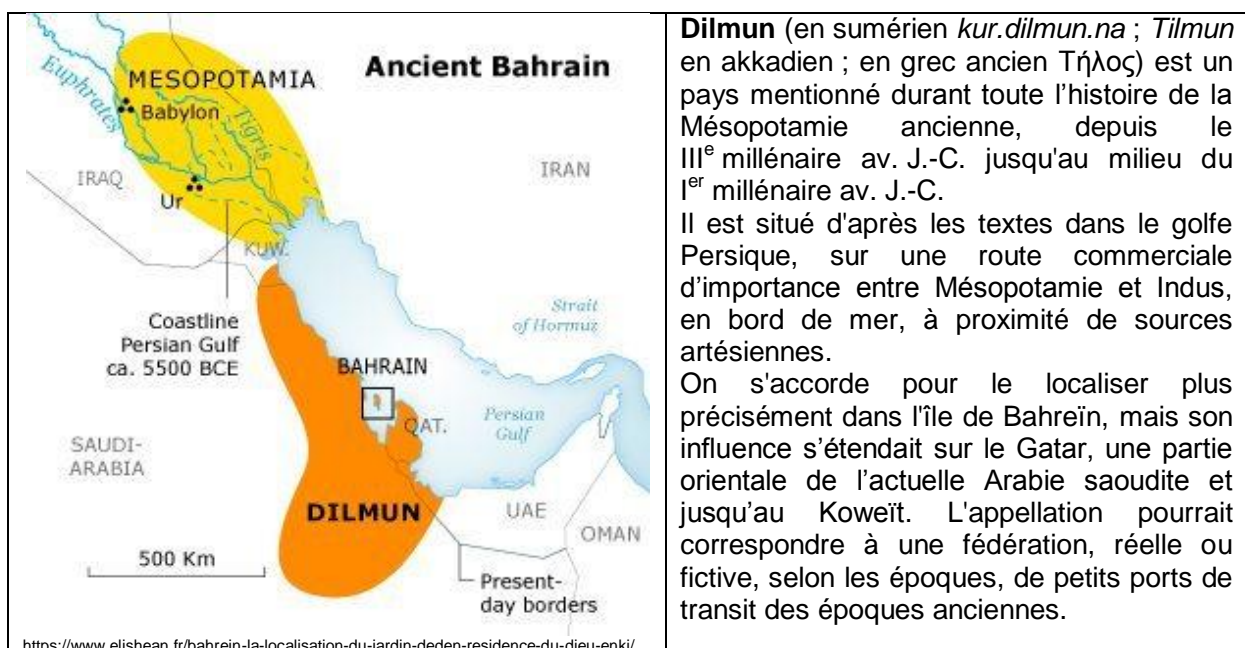 Ancient Bahrain
MESOPOTAMIA
Euphrates
Babylon
Tigris
IRAQ
IRAN
Ur
KUW.
Coastline
Persian Gulf
ca. 5500 BCE
Strait
of Hormuz
BAHRAIN
QAT.
Persian
Gulf
SAUDI-
ARABIA
DILMUN
UAE
OMAN
500 Km
Present-
day borders
https://www.elishean.fr/bahrein-la-localisation-du-jardin-deden-residence-du-dieu-enki/
Dilmun (en sumérien kur.dilmun.na ; Tilmun
en akkadien ; en grec ancien Τήλος) est un
pays mentionné durant toute l’histoire de la
Mésopotamie ancienne, depuis le
IIIe millénaire av. J.-C. jusqu'au milieu du
Ier millénaire av. J.-C.
Il est situé d'après les textes dans le golfe
Persique, sur une route commerciale
d’importance entre Mésopotamie et Indus,
en bord de mer, à proximité de sources
artésiennes.
On s'accorde pour le localiser plus
précisément dans l'île de Bahreïn, mais son
influence s’étendait sur le Gatar, une partie
orientale de l’actuelle Arabie saoudite et
jusqu’au Koweït. L'appellation pourrait
correspondre à une fédération, réelle ou
fictive, selon les époques, de petits ports de
transit des époques anciennes.